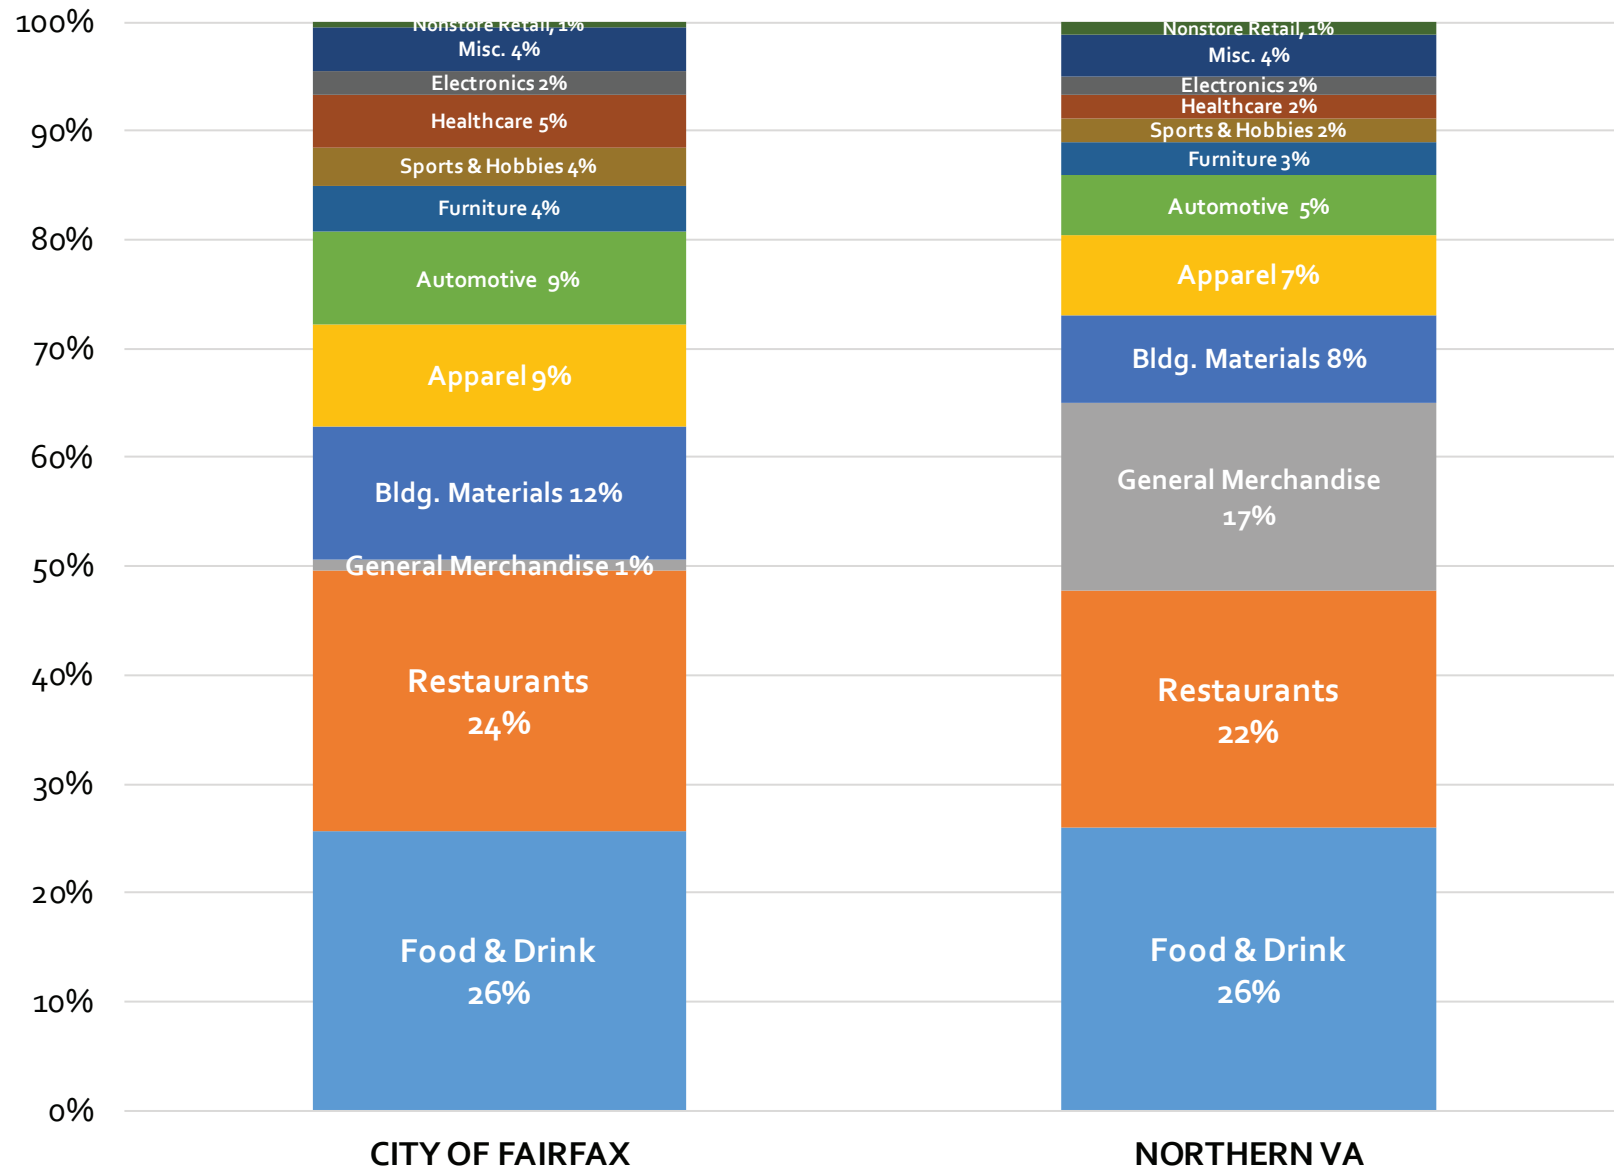 100%
90%
80%
70%
60%
50%
40%
30%
20%
10%
0%
Nonstore Retail, 1%
Misc. 4%
Electronics 2%
Healthcare 5%
Sports & Hobbies 4%
Furniture 4%
Automotive 9%
Apparel 9%
Bldg. Materials 12%
General Merchandise 1%
Restaurants
24%
Food & Drink
26%
CITY OF FAIRFAX
Nonstore Retail, 1%
Misc. 4%
Electronics 2%
Healthcare 2%
Sports & Hobbies 2%
Furniture 3%
Automotive 5%
Apparel 7%
Bldg. Materials 8%
General Merchandise
17%
Restaurants
22%
Food & Drink
26%
NORTHERN VA